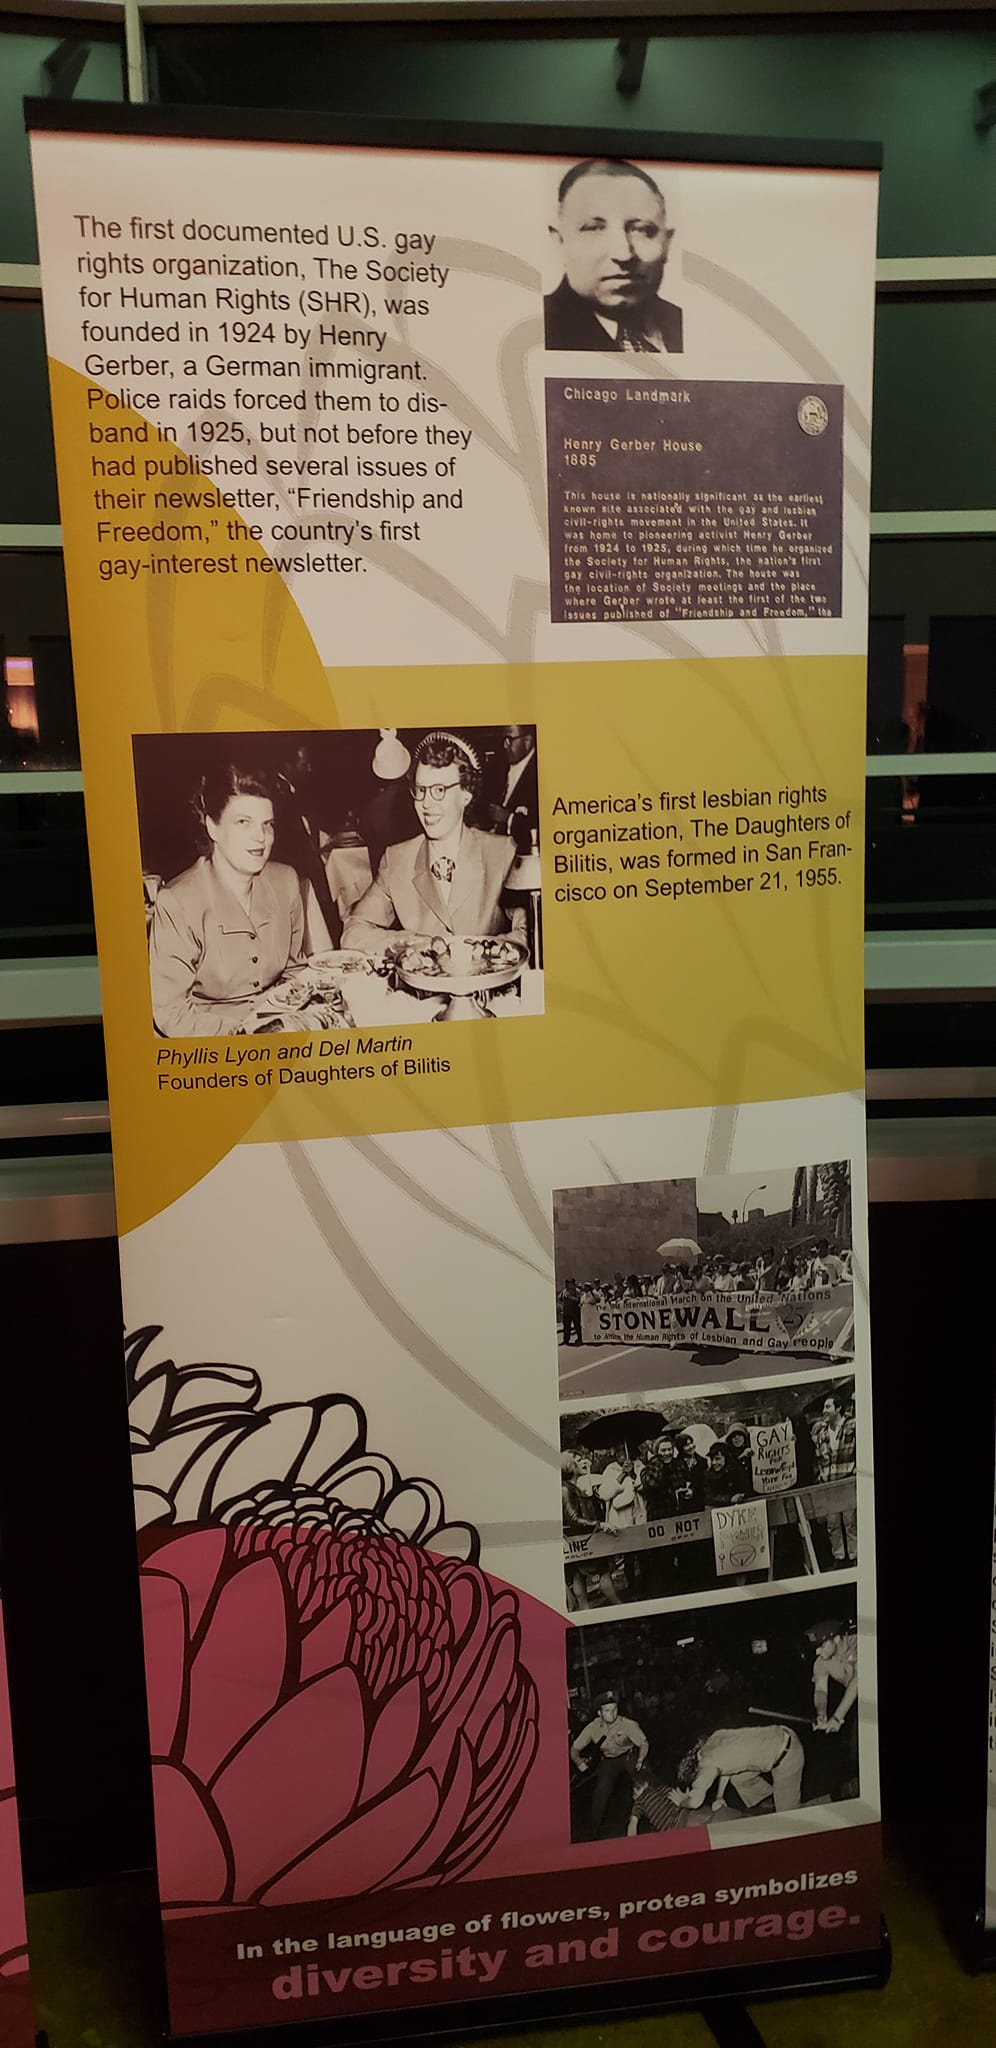 The first documented U.S. gay
rights organization, The Society
for Human Rights (SHR), was
founded in 1924 by Henry
Gerber, a German immigrant.
Police raids forced them to dis-
band in 1925, but not before they
had published several issues of
their newsletter, “Friendship and
Freedom,” the country’s first
gay-interest newsletter.
Chicago Landmark
Henry Gerber House
1885
This house is nationally significant as the earliest
known site associated with the gay and lesbian
civil-rights movement in the United States. It
was home to pioneering activist Henry Gerber
from 1924 to 1925, during which time he organized
the Society for Human Rights, the nation's first
gay civil-rights organization. The house was
the location of Society meetings and the place
where Gerber wrote at least the first of the two
issues published of "Friendship and Freedom," the
America’s first lesbian rights
organization, The Daughters of
Bilitis, was formed in San Fran-
cisco on September 21, 1955.
Phyllis Lyon and Del Martin
Founders of Daughters of Bilitis
International March on the United Nations
STONEWALL 25
to Affirm the Human Rights of Lesbian and Gay People
GAY
RIGHTS
DO NOT
DYKE
LINE
POLICE
In the language of flowers, protea symbolizes
diversity and courage.